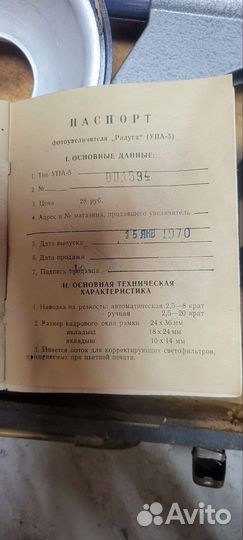 ПАСПОРТ
фотоувеличителя „Радуга“ (УПА-5)
I. ОСНОВНЫЕ ДАННЫЕ:
1. Тип УПА-5
2. № 001594
3. Цена 28 руб.
4. Адрес и № магазина, продавшего увеличитель
5. Дата выпуска ЯНВ 1970
6. Дата продажи
7. Подпись продавца
II. ОСНОВНАЯ ТЕХНИЧЕСКАЯ
ХАРАКТЕРИСТИКА
1. Наводка на резкость: автоматическая 2,5—8 крат
ручная 2,5—20 крат
2. Размер кадрового окна рамки 24 x 36 мм
вкладыш 18 x 24 мм
вкладыш 10 x 14 мм
3. Имеется лоток для корректирующих светофильтров,
применяемых при цветной печати.
Avito